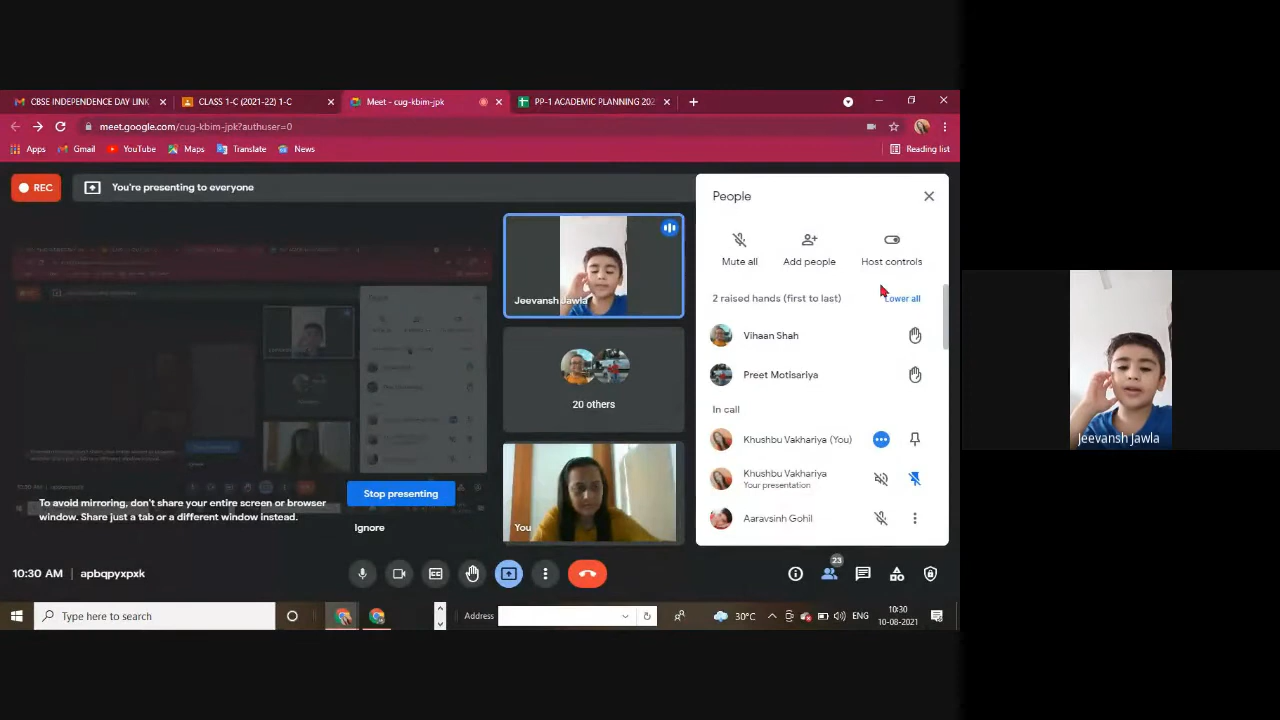 CBSE INDEPENDENCE DAY LINK
CLASS 1-C (2021-22) 1-C
Meet - cug-kbim-jpk
PP-1 ACADEMIC PLANNING 202
meet.google.com/cug-kbim-jpk?authuser=0
Apps Gmail YouTube Maps Translate News Reading list
REC You're presenting to everyone
People
Mute all Add people Host controls
2 raised hands (first to last) Lower all
Vihaan Shah
Preet Motisariya
In call
Khushbu Vakhariya (You)
Khushbu Vakhariya
Your presentation
Aaravsinh Gohil
Jeevansh Jawla
20 others
You
To avoid mirroring, don't share your entire screen or browser
window. Share just a tab or a different window instead.
Stop presenting
Ignore
10:30 AM | apbqpyxpxk
23
Type here to search
Address
30°C
ENG
10:30
10-08-2021
Jeevansh Jawla